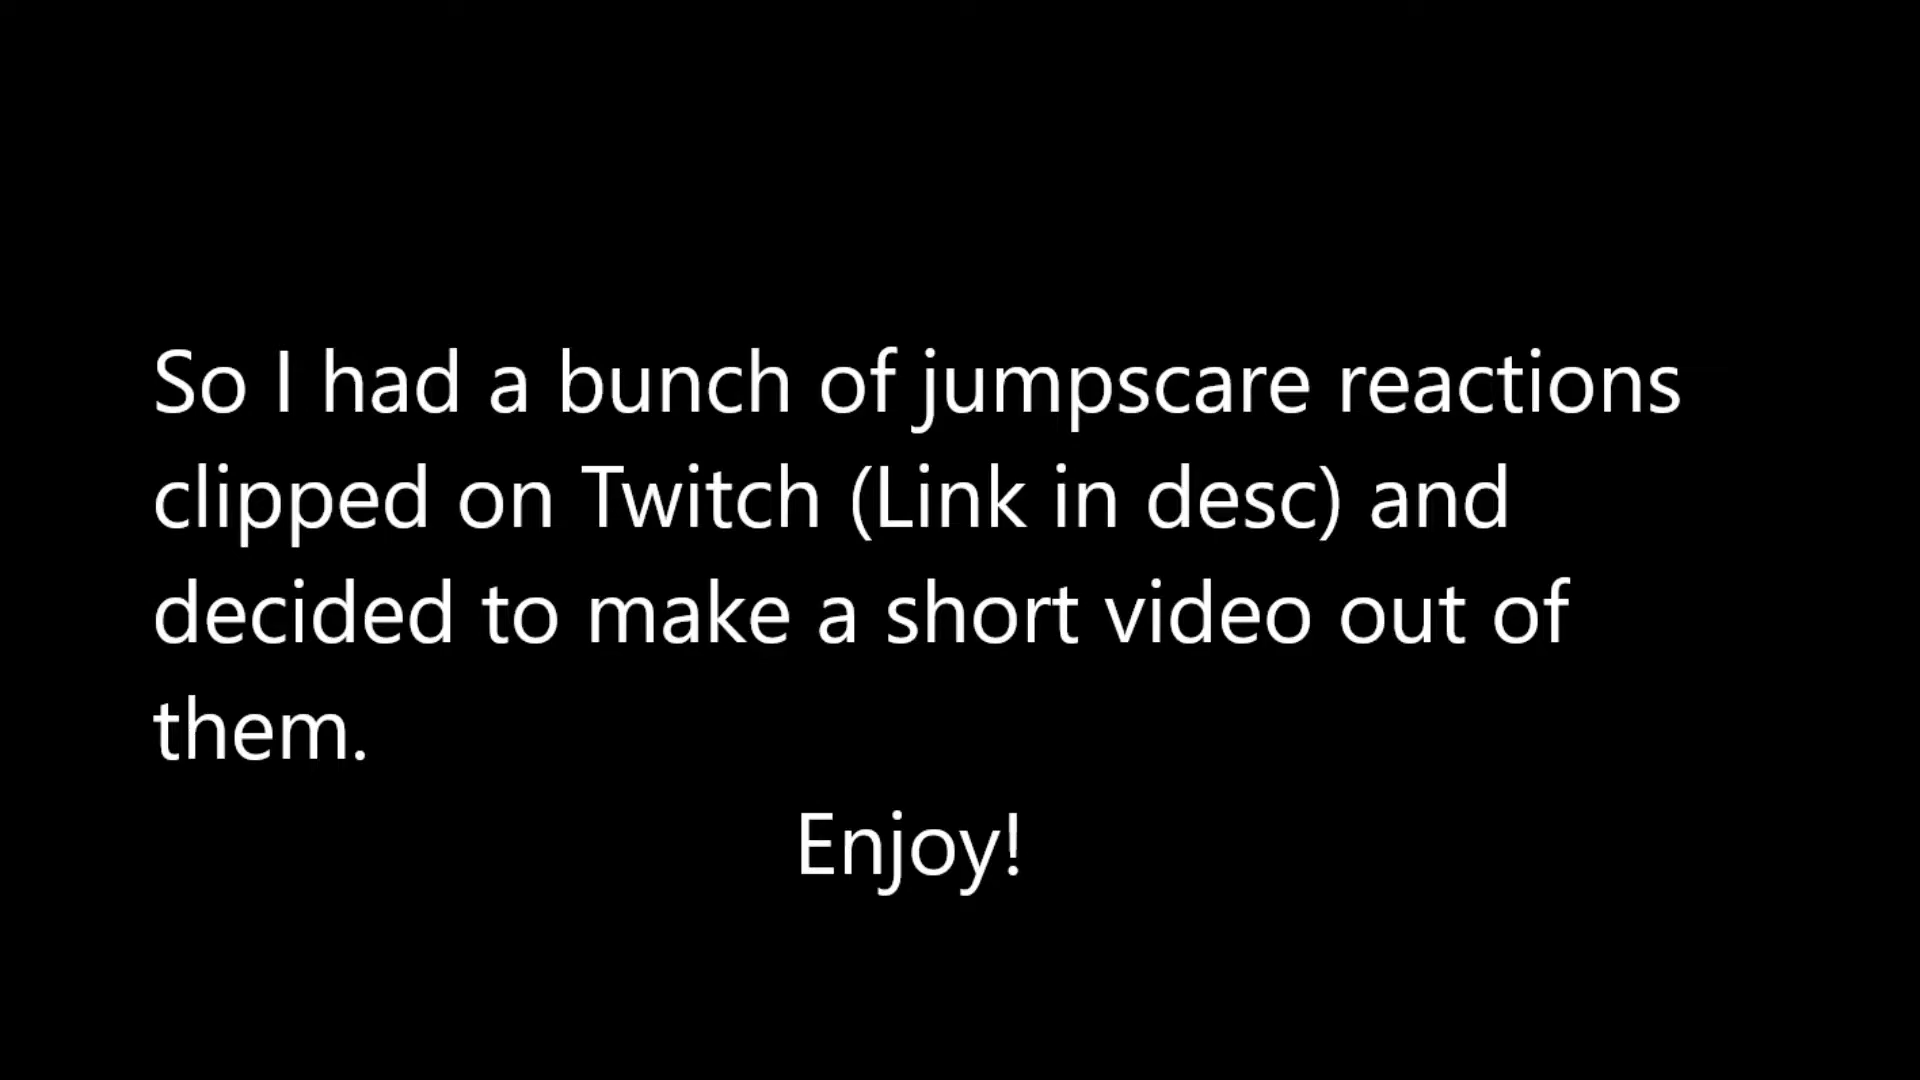 So I had a bunch of jumpscare reactions
clipped on Twitch (Link in desc) and
decided to make a short video out of
them.
Enjoy!